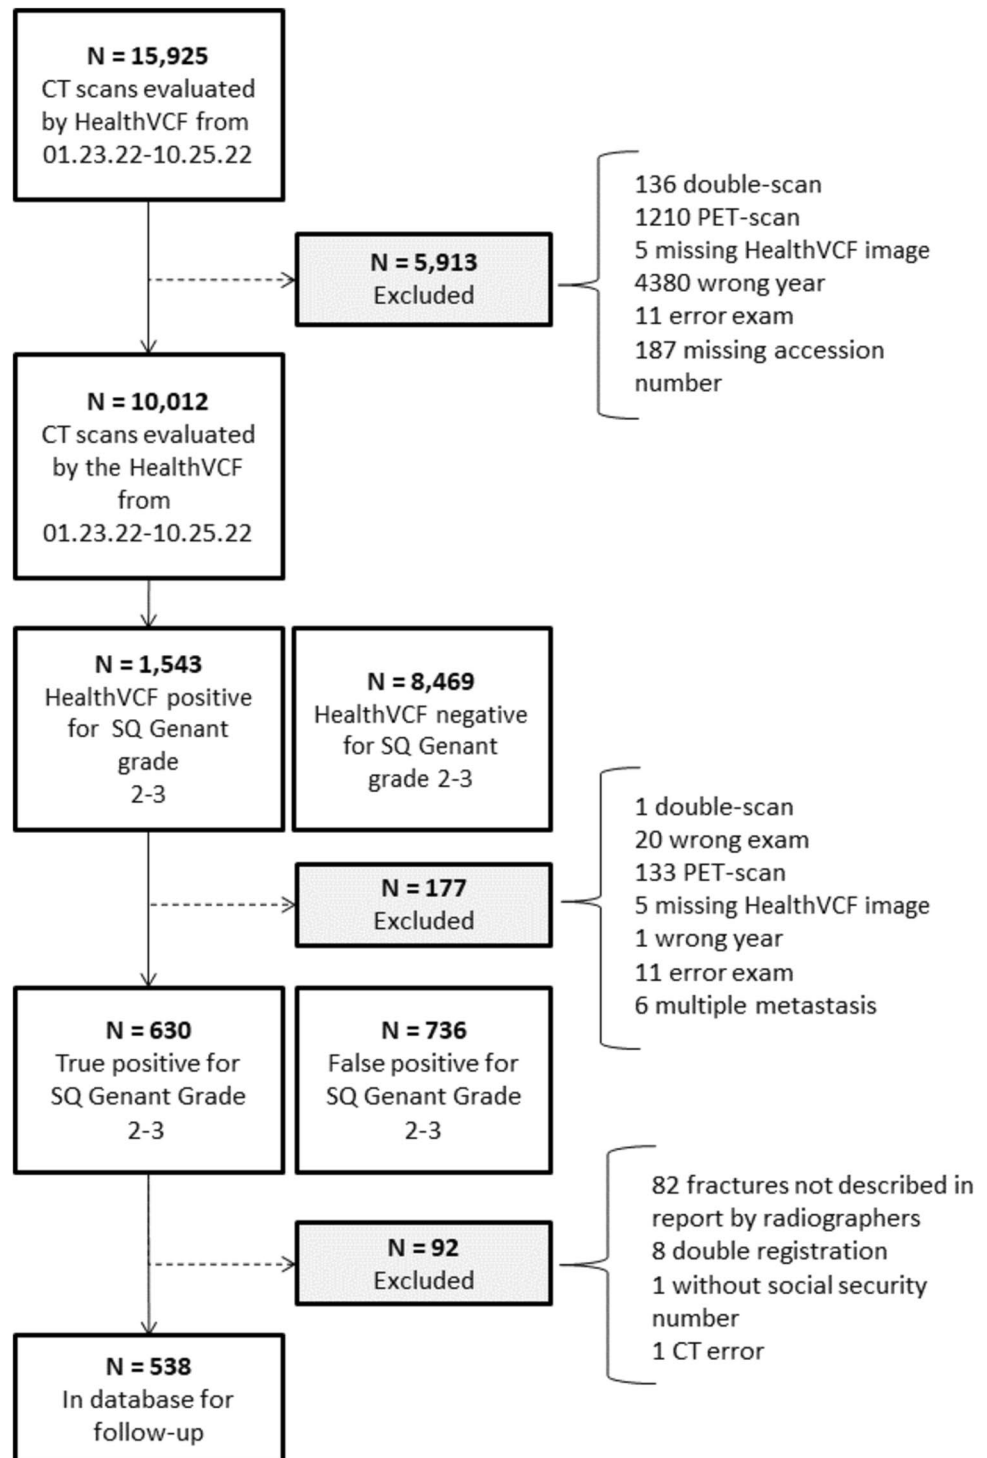 N = 15,925
CT scans evaluated
by HealthVCF from
01.23.22-10.25.22
N = 5,913
Excluded
136 double-scan
1210 PET-scan
5 missing HealthVCF image
4380 wrong year
11 error exam
187 missing accession
number
N = 10,012
CT scans evaluated
by the HealthVCF
from
01.23.22-10.25.22
N = 1,543
HealthVCF positive
for SQ Genant
grade
2-3
N = 8,469
HealthVCF negative
for SQ Genant
grade 2-3
N = 177
Excluded
1 double-scan
20 wrong exam
133 PET-scan
5 missing HealthVCF image
1 wrong year
11 error exam
6 multiple metastasis
N = 630
True positive for
SQ Genant Grade
2-3
N = 736
False positive for
SQ Genant Grade
2-3
N = 92
Excluded
82 fractures not described in
report by radiographers
8 double registration
1 without social security
number
1 CT error
N = 538
In database for
follow-up